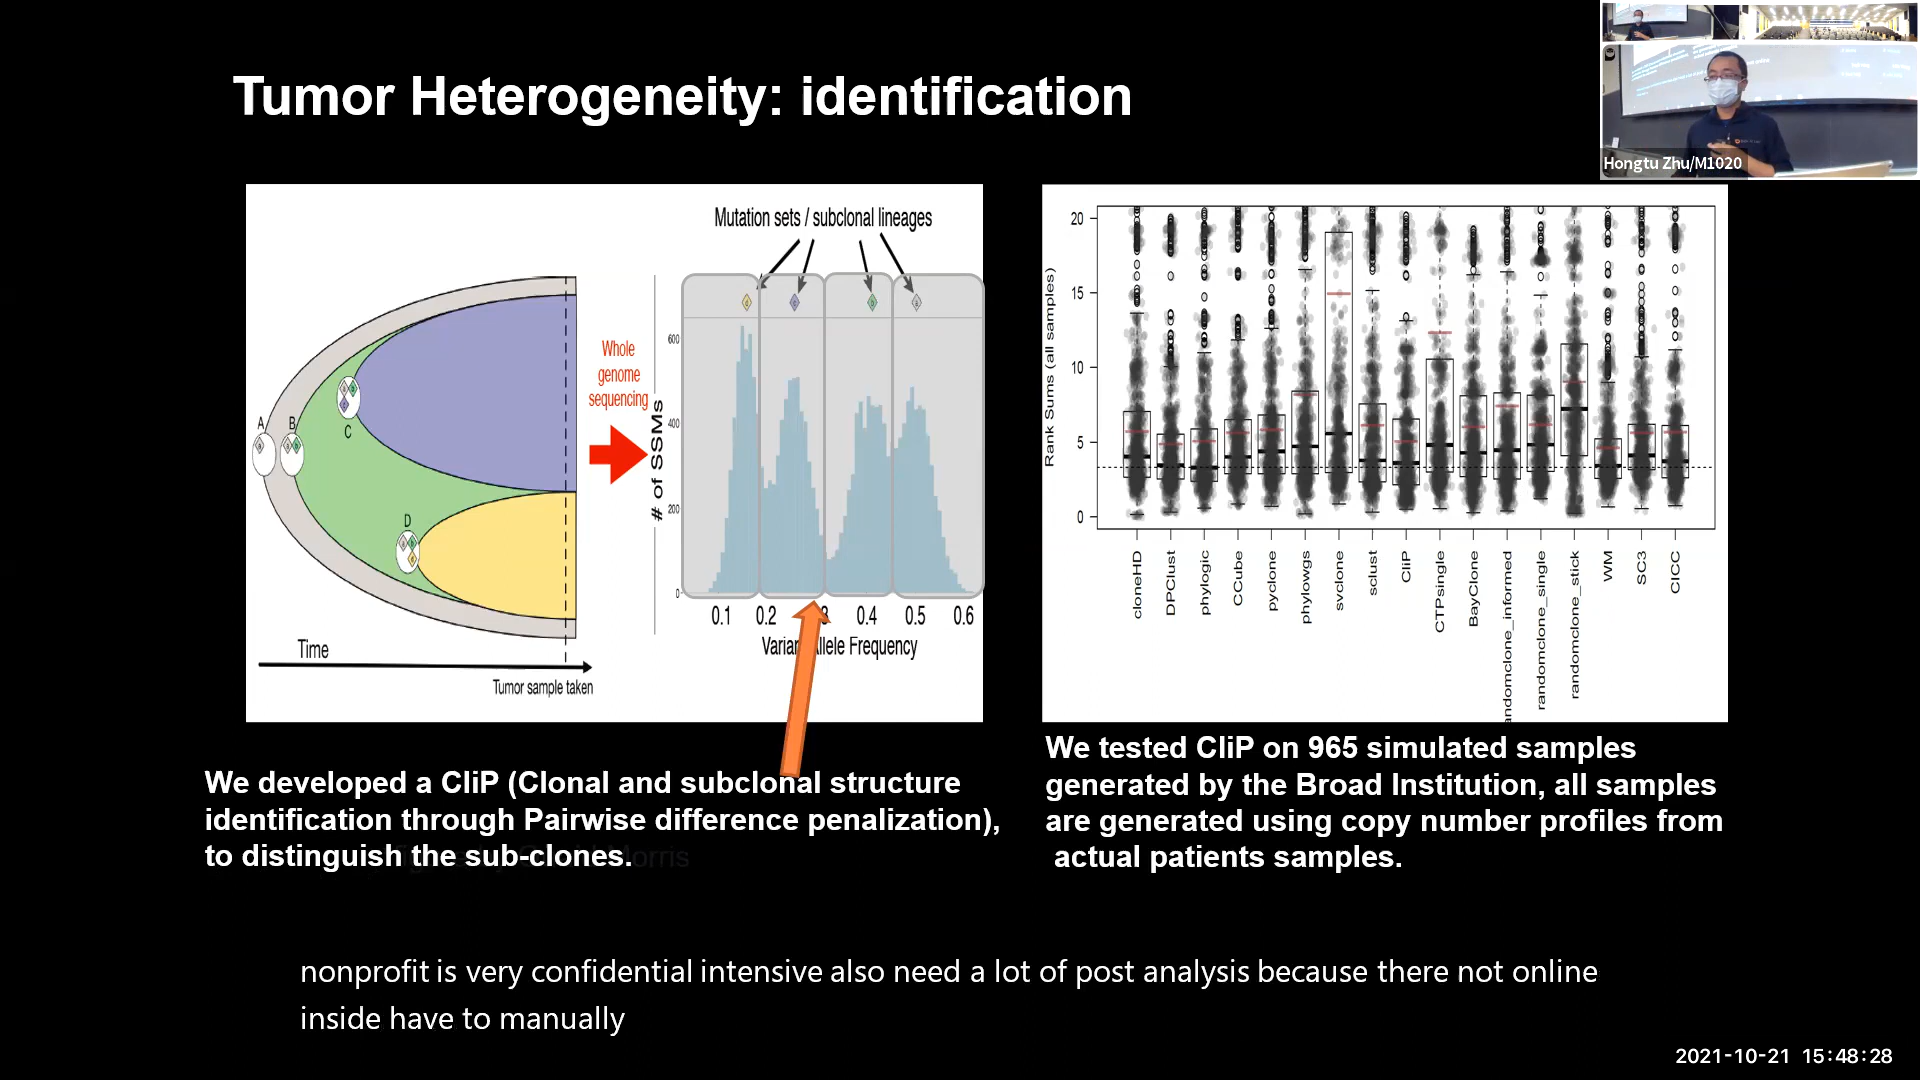 Tumor Heterogeneity: identification
Hongtu Zhu/M1020
Mutation sets / subclonal lineages
A
B
C
D
Whole
genome
sequencing
# of SSMs
600
400
200
0
0.1 0.2 3 0.4 0.5 0.6
Varian Allele Frequency
Time
Tumor sample taken
Rank Sums (all samples)
20
15
10
5
0
cloneHD
DPClust
phylogic
CCube
pyclone
phylowgs
svclone
sclust
CliP
CTPsingle
BayClone
andomclone_informed
randomclone_single
randomclone_stick
WM
SC3
CICC
We developed a CliP (Clonal and subclonal structure
identification through Pairwise difference penalization),
to distinguish the sub-clones.
Morris
We tested CliP on 965 simulated samples
generated by the Broad Institution, all samples
are generated using copy number profiles from
actual patients samples.
nonprofit is very confidential intensive also need a lot of post analysis because there not online
inside have to manually
2021-10-21 15:48:28